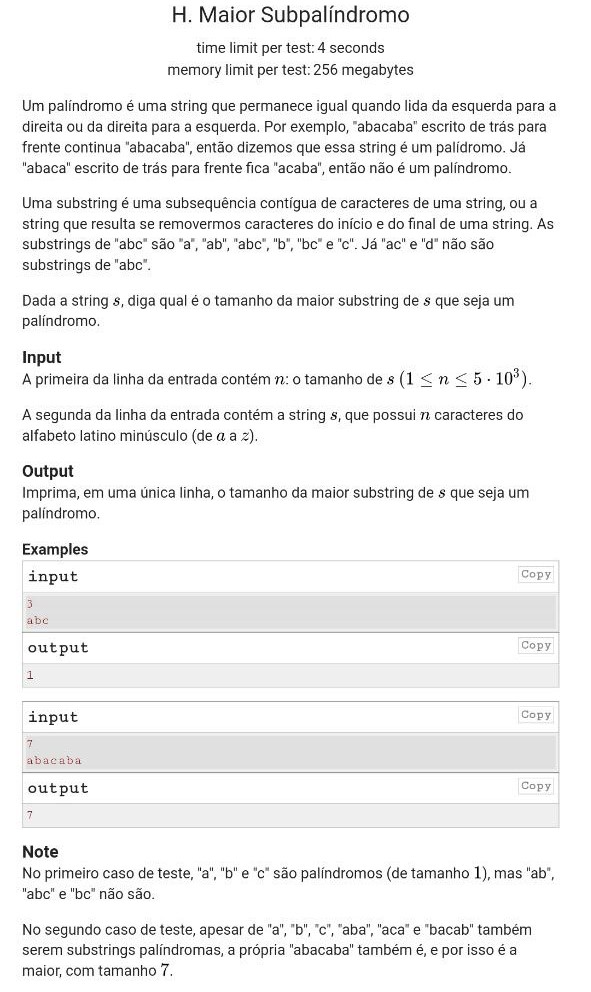 H. Maior Subpalíndromo
time limit per test: 4 seconds
memory limit per test: 256 megabytes
Um palíndromo é uma string que permanece igual quando lida da esquerda para a
direita ou da direita para a esquerda. Por exemplo, "abacaba" escrito de trás para
frente continua "abacaba", então dizemos que essa string é um palídromo. Já
"abaca" escrito de trás para frente fica "acaba", então não é um palíndromo.
Uma substring é uma subsequência contígua de caracteres de uma string, ou a
string que resulta se removermos caracteres do início e do final de uma string. As
substrings de "abc" são "a", "ab", "abc", "b", "bc" e "c". Já "ac" e "d" não são
substrings de "abc".
Dada a string s, diga qual é o tamanho da maior substring de s que seja um
palíndromo.
Input
A primeira da linha da entrada contém n: o tamanho de s (1 ≤ n ≤ 5 · 10³).
A segunda da linha da entrada contém a string s, que possui n caracteres do
alfabeto latino minúsculo (de a a z).
Output
Imprima, em uma única linha, o tamanho da maior substring de s que seja um
palíndromo.
Examples
input Copy
3
abc
output Copy
1
input Copy
7
abacaba
output Copy
7
Note
No primeiro caso de teste, "a", "b" e "c" são palíndromos (de tamanho 1), mas "ab",
"abc" e "bc" não são.
No segundo caso de teste, apesar de "a", "b", "c", "aba", "aca" e "bacab" também
serem substrings palíndromas, a própria "abacaba" também é, e por isso é a
maior, com tamanho 7.